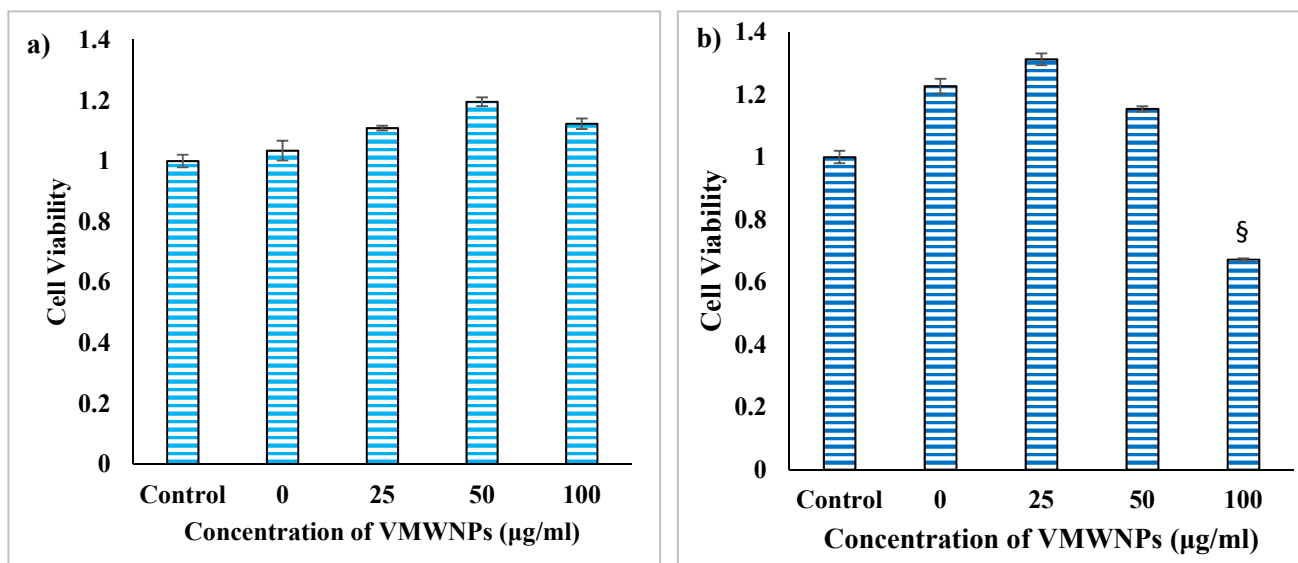 a)
1.4
1.2
1
0.8
0.6
0.4
0.2
0
Cell Viability
Control 0 25 50 100
Concentration of VMWNPs (µg/ml)
b)
1.4
1.2
1
0.8
0.6
0.4
0.2
0
Cell Viability
§
Control 0 25 50 100
Concentration of VMWNPs (µg/ml)